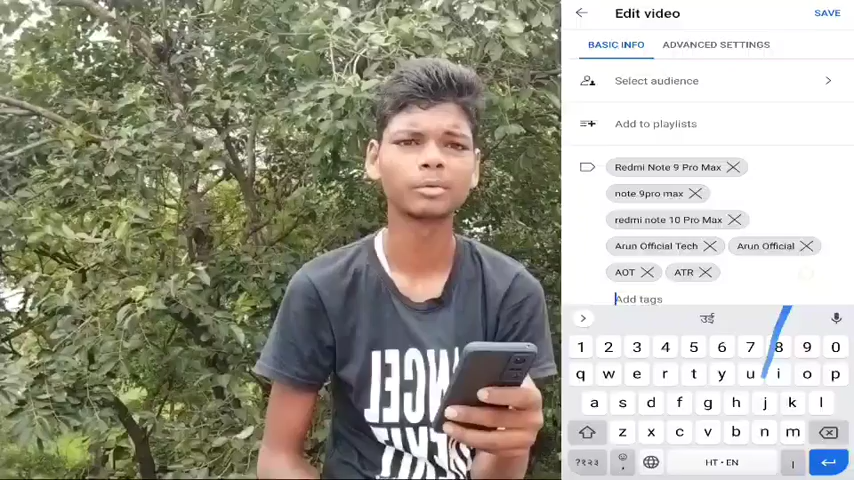 Edit video
SAVE
BASIC INFO
ADVANCED SETTINGS
Select audience
Add to playlists
Redmi Note 9 Pro Max
note 9pro max
redmi note 10 Pro Max
Arun Official Tech
Arun Official
AOT
ATR
Add tags
उई
1 2 3 4 5 6 7 8 9 0
q w e r t y u i o p
a s d f g h j k l
z x c v b n m
?१२३ , HT • EN ।